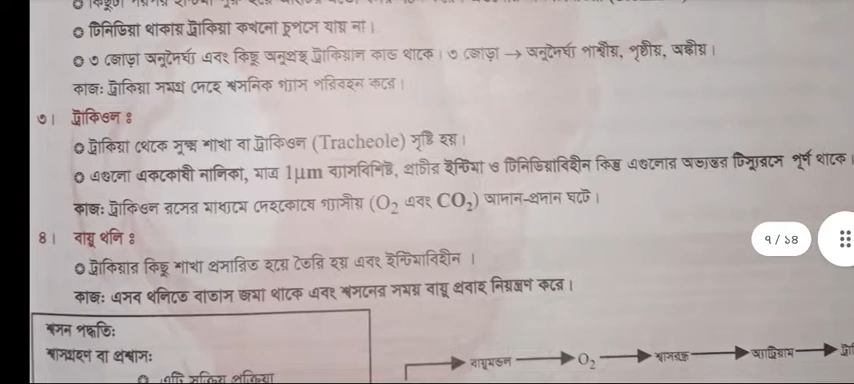 টিনিডিয়া থাকায় ট্রাকিয়া কখনো চুপসে যায় না।
৩ জোড়া অনুদৈর্ঘ্য এবং কিছু অনুপ্রস্থ ট্রাকিয়াল কান্ড থাকে। ৩ জোড়া → অনুদৈর্ঘ্য পার্শ্বীয়, পৃষ্ঠীয়, অঙ্কীয়।
কাজ: ট্রাকিয়া সমগ্র দেহে শ্বসনিক গ্যাস পরিবহন করে।
৩। ট্রাকিওল ঃ
ট্রাকিয়া থেকে সূক্ষ্ম শাখা বা ট্রাকিওল (Tracheole) সৃষ্টি হয়।
এগুলো এককোষী নালিকা, যার 1μm ব্যাসবিশিষ্ট, প্রাচীর ইন্টিমা ও টিনিডিয়াবিহীন কিন্তু এগুলোর অভ্যন্তর টিস্যুরসে পূর্ণ থাকে।
কাজ: ট্রাকিওল রসের মাধ্যমে দেহকোষে গ্যাসীয় (O₂ এবং CO₂) আদান-প্রদান ঘটে।
৪। বায়ু থলি ঃ
ট্রাকিয়ার কিছু শাখা প্রসারিত হয়ে তৈরি হয় এবং ইন্টিমাবিহীন ।
কাজ: এসব থলিতে বাতাস জমা থাকে এবং শ্বসনের সময় বায়ু প্রবাহ নিয়ন্ত্রণ করে।
৭ / ১৪
শ্বসন পদ্ধতি:
শ্বাসগ্রহণ বা প্রশ্বাস:
বায়ুমণ্ডল → O₂ → শ্বাসরন্ধ্র → অ্যাট্রিয়াম →